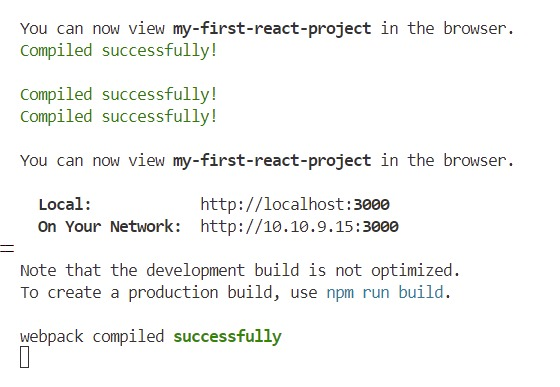 You can now view my-first-react-project in the browser.
Compiled successfully!
Compiled successfully!
Compiled successfully!
You can now view my-first-react-project in the browser.
Local: http://localhost:3000
On Your Network: http://10.10.9.15:3000
Note that the development build is not optimized.
To create a production build, use npm run build.
webpack compiled successfully